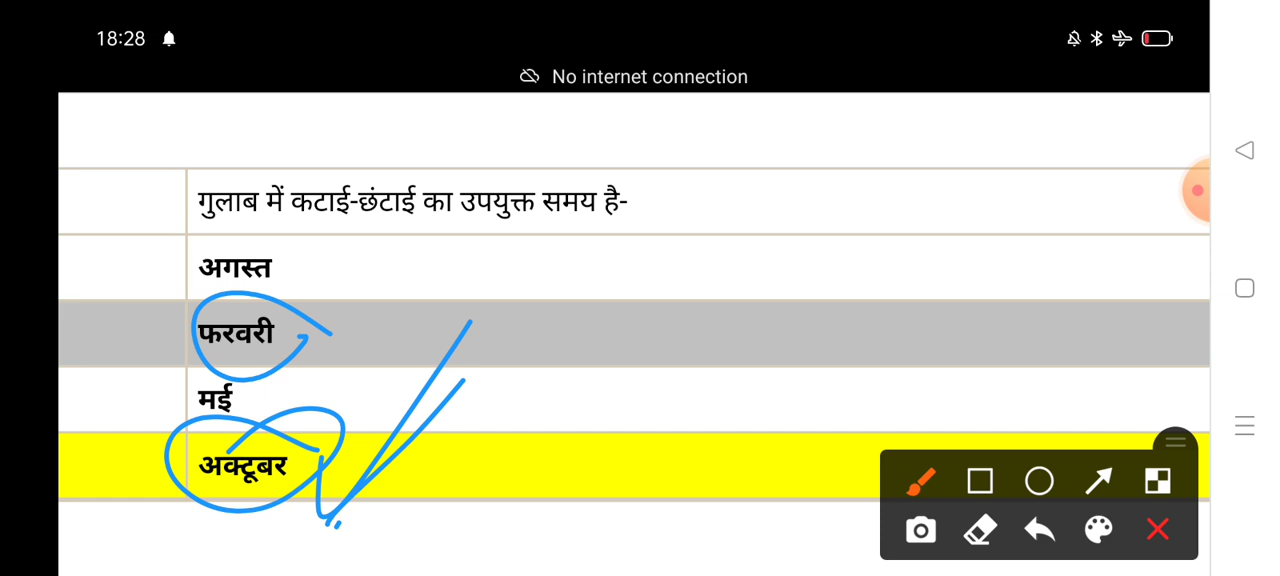 18:28
No internet connection
गुलाब में कटाई-छंटाई का उपयुक्त समय है-
अगस्त
फरवरी
मई
अक्टूबर